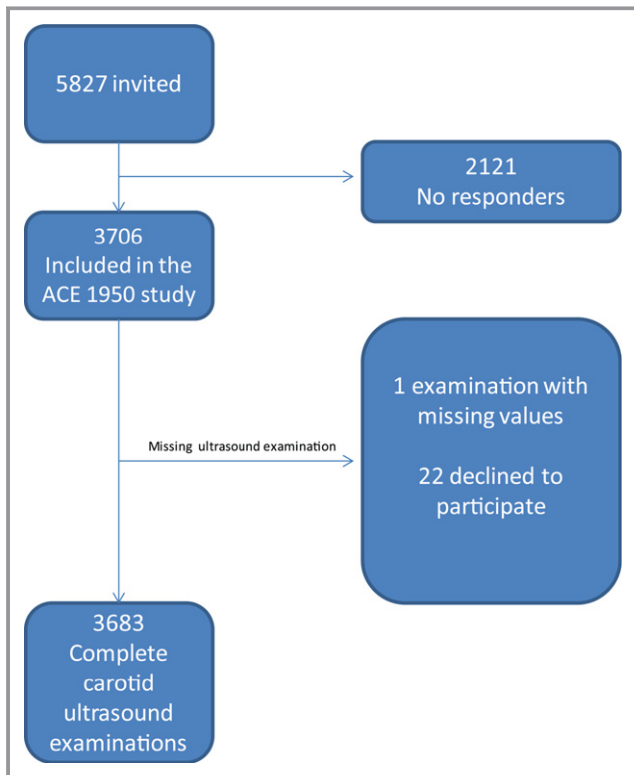 5827 invited
2121
No responders
3706
Included in the
ACE 1950 study
1 examination with
missing values
Missing ultrasound examination
22 declined to
participate
3683
Complete
carotid
ultrasound
examinations